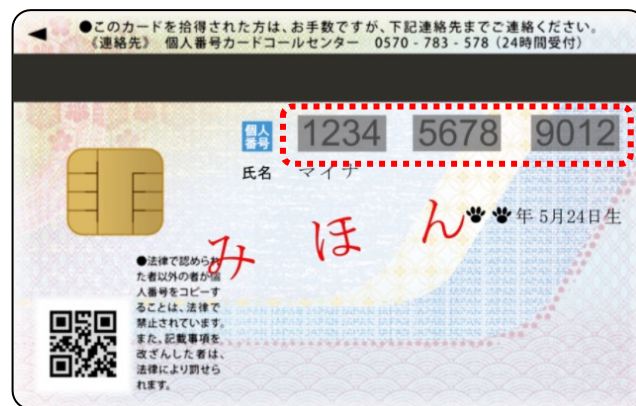 ●このカードを拾得された方は、お手数ですが、下記連絡先までご連絡ください。
《連絡先》 個人番号カードコールセンター 0570 - 783 - 578（24時間受付）
個人番号 1234 5678 9012
氏名 マイナ
年 5月24日生
みほん
●法律で認められ
た者以外の者が個
人番号をコピーす
ることは、法律で
禁止されています。
また、記載事項を
改ざんした者は、
法律により罰せら
れます。